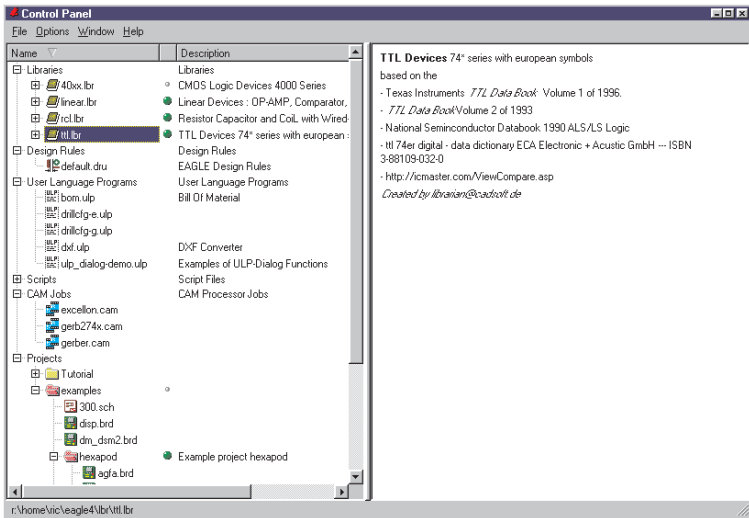 Control Panel
File Options Window Help
Name Description
Libraries Libraries
40xx.lbr CMOS Logic Devices 4000 Series
linear.lbr Linear Devices : OP-AMP, Comparator,
rcl.lbr Resistor Capacitor and CoiL with Wired-
ttl.lbr TTL Devices 74* series with european
Design Rules Design Rules
default.dru EAGLE Design Rules
User Language Programs User Language Programs
bom.ulp Bill Of Material
drillcfg-e.ulp
drillcfg-g.ulp
dxf.ulp DXF Converter
ulp_dialog-demo.ulp Examples of ULP-Dialog Functions
Scripts Script Files
CAM Jobs CAM Processor Jobs
excellon.cam
gerb274x.cam
gerber.cam
Projects
Tutorial
examples
300.sch
disp.brd
dm_dsm2.brd
hexapod Example project hexapod
agfa.brd
TTL Devices 74* series with european symbols
based on the
- Texas Instruments TTL Data Book Volume 1 of 1996.
- TTL Data BookVolume 2 of 1993
- National Seminconductor Databook 1990 ALS/LS Logic
- ttl 74er digital - data dictionary ECA Electronic + Acustic GmbH --- ISBN
3-88109-032-0
- http://icmaster.com/ViewCompare.asp
Created by librarian@cadsoft.de
r:\home\ric\eagle4\lbr\ttl.lbr